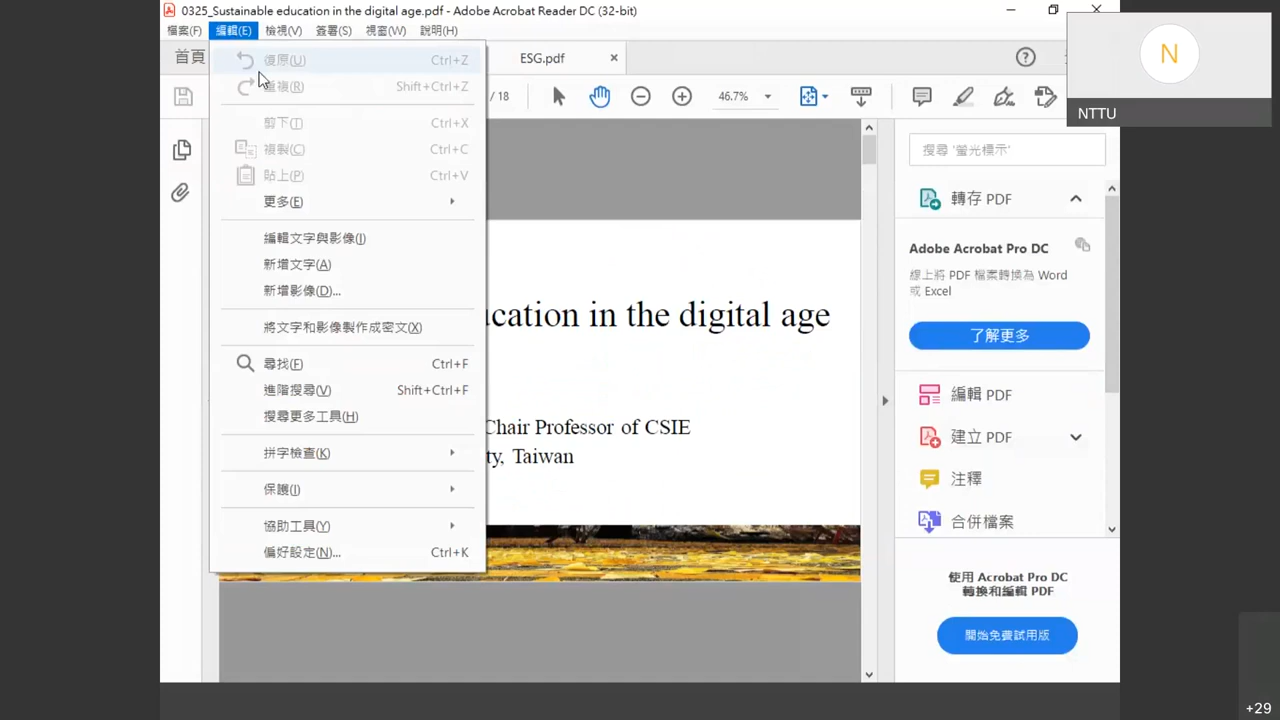 0325_Sustainable education in the digital age.pdf - Adobe Acrobat Reader DC (32-bit)
檔案(F) 編輯(E) 檢視(V) 簽署(S) 視窗(W) 說明(H)
首頁
ESG.pdf
/ 18
46.7%
復原(U) Ctrl+Z
重複(R) Shift+Ctrl+Z
剪下(T) Ctrl+X
複製(C) Ctrl+C
貼上(P) Ctrl+V
更多(E)
編輯文字與影像(I)
新增文字(A)
新增影像(D)...
將文字和影像製作成密文(X)
尋找(F) Ctrl+F
進階搜尋(V) Shift+Ctrl+F
搜尋更多工具(H)
拼字檢查(K)
保護(I)
協助工具(Y)
偏好設定(N)... Ctrl+K
ucation in the digital age
Chair Professor of CSIE
ty, Taiwan
搜尋 '螢光標示'
轉存 PDF
Adobe Acrobat Pro DC
線上將 PDF 檔案轉換為 Word
或 Excel
了解更多
編輯 PDF
建立 PDF
注釋
合併檔案
使用 Acrobat Pro DC
轉換和編輯 PDF
開始免費試用版
N
NTTU
+29